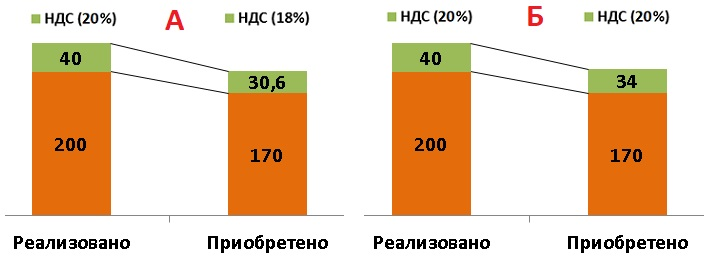 НДС (20%) А НДС (18%)
40
30,6
200
170
Реализовано Приобретено
НДС (20%) Б НДС (20%)
40
34
200
170
Реализовано Приобретено